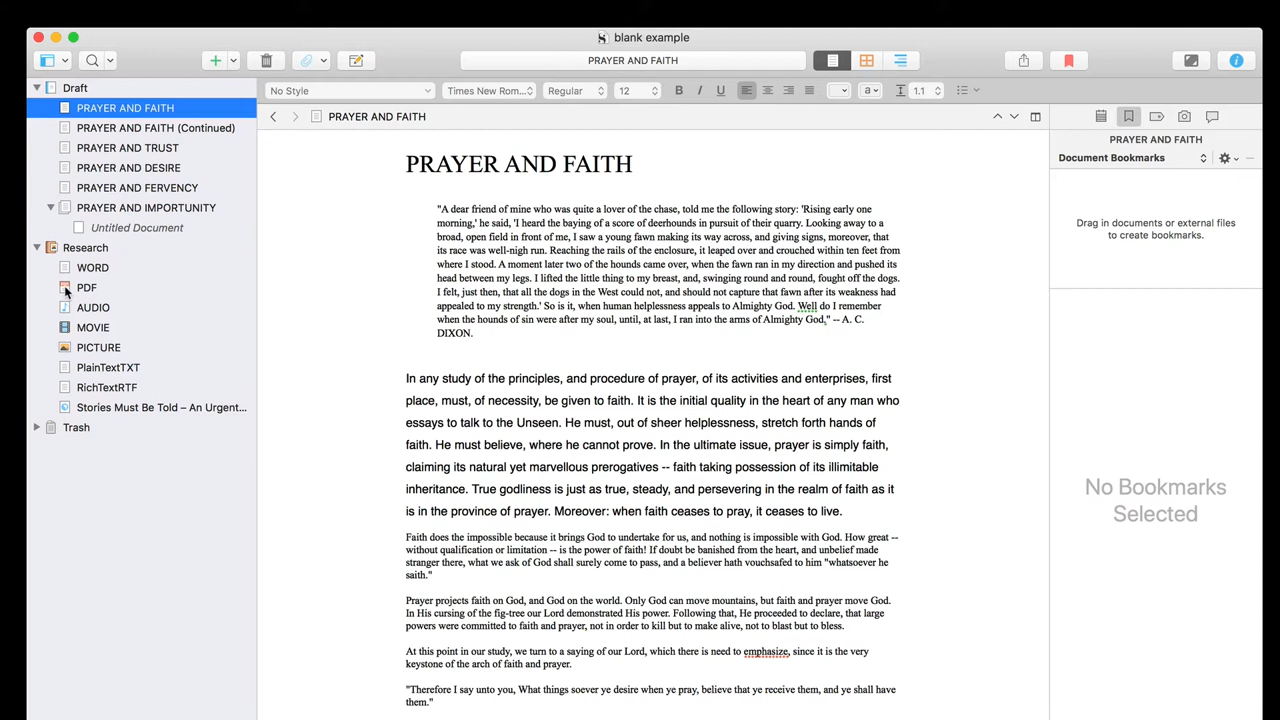 blank example
PRAYER AND FAITH
No Style
Times New Rom...
Regular
12
B
I
U
a
1.1
Draft
PRAYER AND FAITH
PRAYER AND FAITH (Continued)
PRAYER AND TRUST
PRAYER AND DESIRE
PRAYER AND FERVENCY
PRAYER AND IMPORTUNITY
Untitled Document
Research
WORD
PDF
AUDIO
MOVIE
PICTURE
PlainTextTXT
RichTextRTF
Stories Must Be Told – An Urgent...
Trash
PRAYER AND FAITH
PRAYER AND FAITH
"A dear friend of mine who was quite a lover of the chase, told me the following story: 'Rising early one
morning,' he said, 'I heard the baying of a score of deerhounds in pursuit of their quarry. Looking away to a
broad, open field in front of me, I saw a young fawn making its way across, and giving signs, moreover, that
its race was well-nigh run. Reaching the rails of the enclosure, it leaped over and crouched within ten feet from
where I stood. A moment later two of the hounds came over, when the fawn ran in my direction and pushed its
head between my legs. I lifted the little thing to my breast, and, swinging round and round, fought off the dogs.
I felt, just then, that all the dogs in the West could not, and should not capture that fawn after its weakness had
appealed to my strength.' So is it, when human helplessness appeals to Almighty God. Well do I remember
when the hounds of sin were after my soul, until, at last, I ran into the arms of Almighty God," -- A. C.
DIXON.
In any study of the principles, and procedure of prayer, of its activities and enterprises, first
place, must, of necessity, be given to faith. It is the initial quality in the heart of any man who
essays to talk to the Unseen. He must, out of sheer helplessness, stretch forth hands of
faith. He must believe, where he cannot prove. In the ultimate issue, prayer is simply faith,
claiming its natural yet marvellous prerogatives -- faith taking possession of its illimitable
inheritance. True godliness is just as true, steady, and persevering in the realm of faith as it
is in the province of prayer. Moreover: when faith ceases to pray, it ceases to live.
Faith does the impossible because it brings God to undertake for us, and nothing is impossible with God. How great --
without qualification or limitation -- is the power of faith! If doubt be banished from the heart, and unbelief made
stranger there, what we ask of God shall surely come to pass, and a believer hath vouchsafed to him "whatsoever he
saith."
Prayer projects faith on God, and God on the world. Only God can move mountains, but faith and prayer move God.
In His cursing of the fig-tree our Lord demonstrated His power. Following that, He proceeded to declare, that large
powers were committed to faith and prayer, not in order to kill but to make alive, not to blast but to bless.
At this point in our study, we turn to a saying of our Lord, which there is need to emphasize, since it is the very
keystone of the arch of faith and prayer.
"Therefore I say unto you, What things soever ye desire when ye pray, believe that ye receive them, and ye shall have
them."
PRAYER AND FAITH
Document Bookmarks
Drag in documents or external files
to create bookmarks.
No Bookmarks
Selected